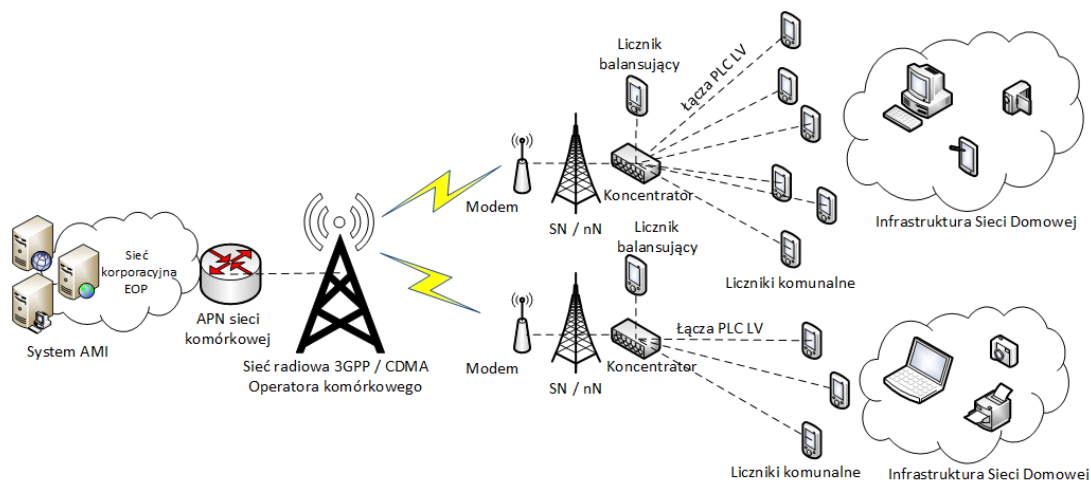 Licznik
balansujący
Łącza PLC LV
Modem
SN / nN
Koncentrator
Infrastruktura Sieci Domowej
Licznik
balansujący
Liczniki komunalne
Sieć
korporacyjna
EOP
System AMI
APN sieci
komórkowej
Sieć radiowa 3GPP / CDMA
Operatora komórkowego
Modem
SN / nN
Koncentrator
Łącza PLC LV
Liczniki komunalne
Infrastruktura Sieci Domowej